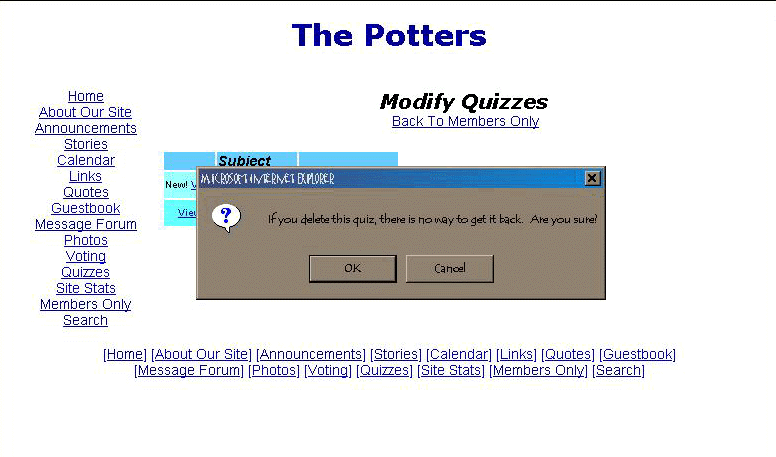 The Potters
Home
About Our Site
Announcements
Stories
Calendar
Links
Quotes
Guestbook
Message Forum
Photos
Voting
Quizzes
Site Stats
Members Only
Search
Modify Quizzes
Back To Members Only
Subject
New!
View
MICROSOFT INTERNET EXPLORER
If you delete this quiz, there is no way to get it back. Are you sure?
OK Cancel
[Home] [About Our Site] [Announcements] [Stories] [Calendar] [Links] [Quotes] [Guestbook]
[Message Forum] [Photos] [Voting] [Quizzes] [Site Stats] [Members Only] [Search]